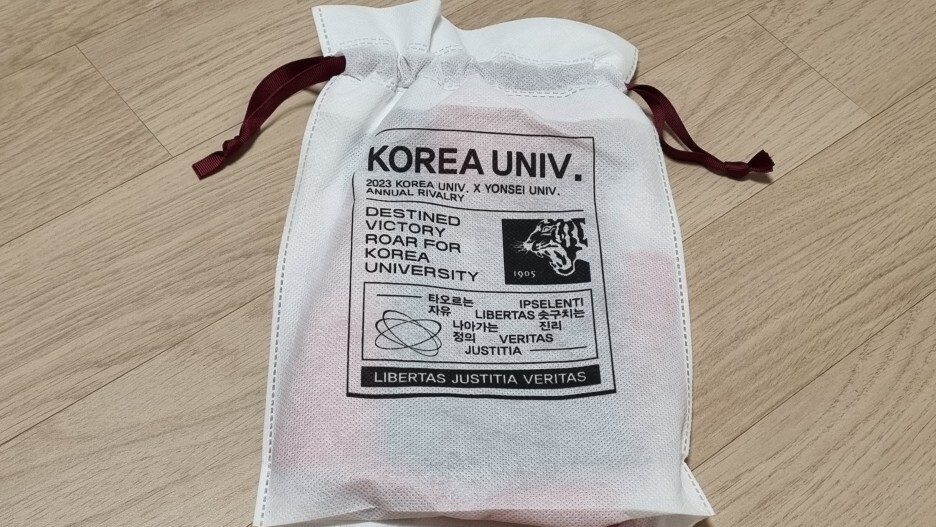 KOREA UNIV.
2023 KOREA UNIV. X YONSEI UNIV.
ANNUAL RIVALRY
DESTINED
VICTORY
ROAR FOR
KOREA
UNIVERSITY
1905
타오르는 IPSELENTI
자유 LIBERTAS 솟구치는
나아가는 진리
정의 VERITAS
JUSTITIA
LIBERTAS JUSTITIA VERITAS